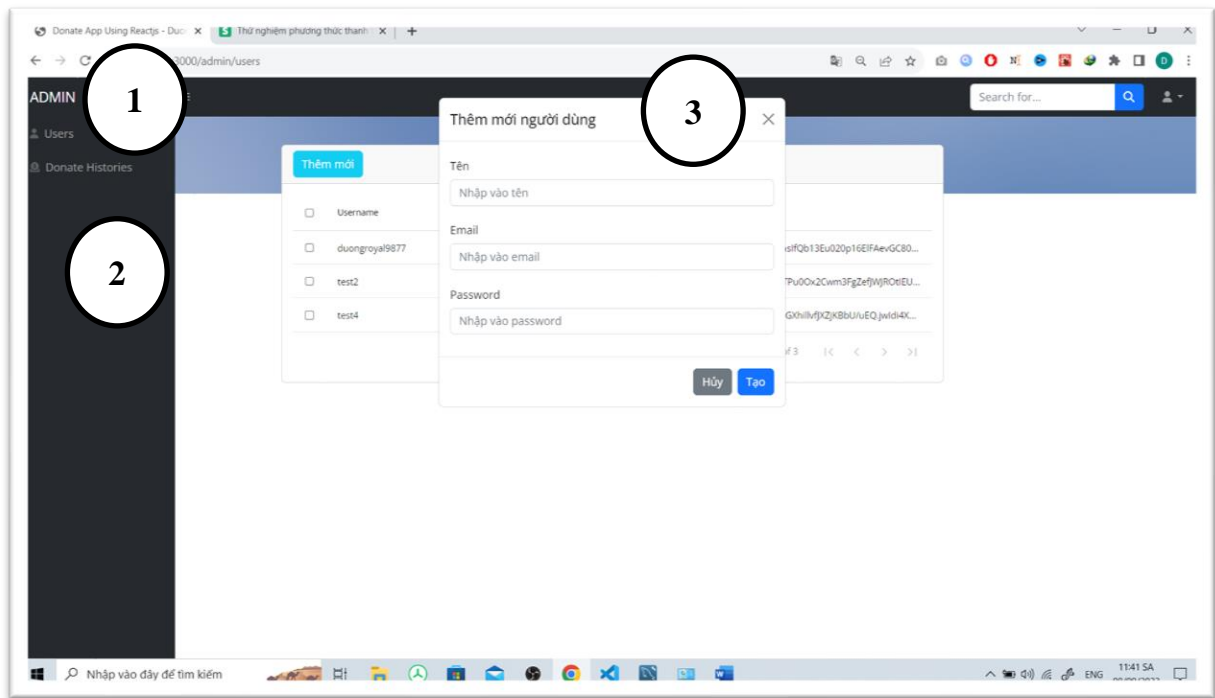 Donate App Using Reactjs - Duo
Thử nghiệm phương thức thanh
3000/admin/users
ADMIN
1
3
Search for...
Users
Donate Histories
2
Thêm mới người dùng
Thêm mới
Tên
Nhập vào tên
Username
Email
Nhập vào email
duongroyal9877
test2
Password
Nhập vào password
test4
of 3
Hủy
Tạo
Nhập vào đây để tìm kiếm
ENG
11:41 SA